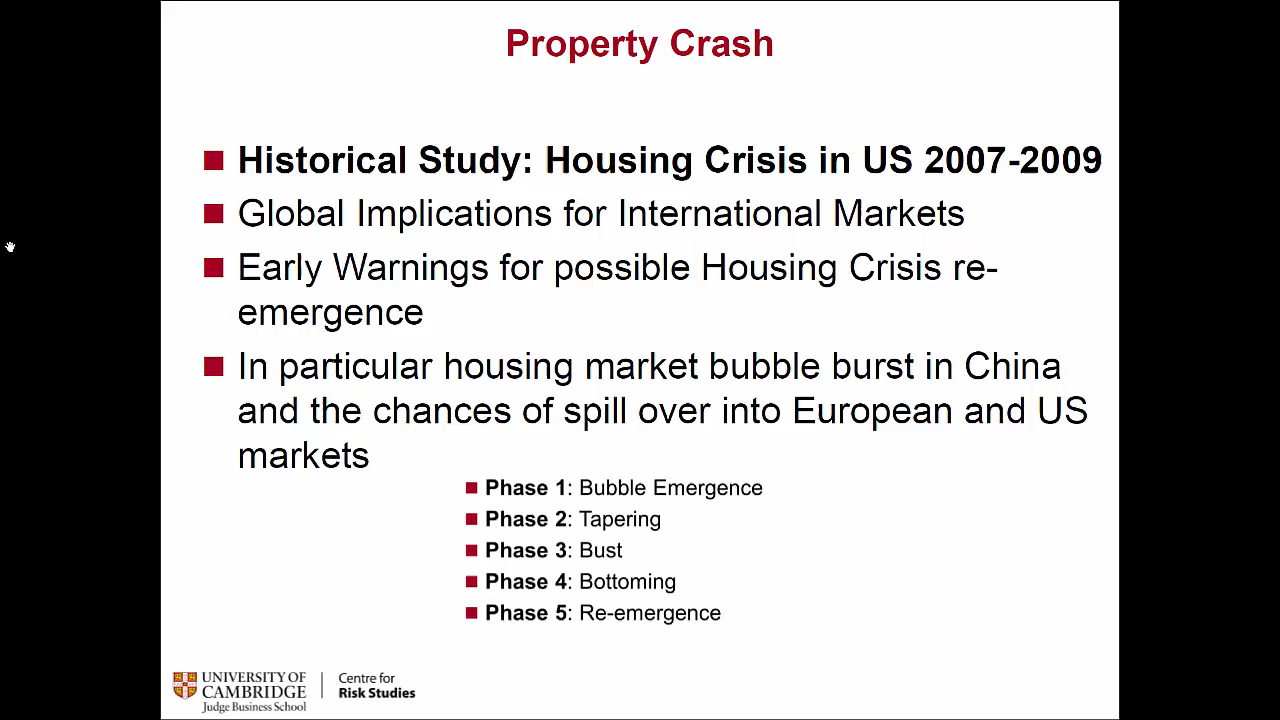 Property Crash
Historical Study: Housing Crisis in US 2007-2009
Global Implications for International Markets
Early Warnings for possible Housing Crisis re-
emergence
In particular housing market bubble burst in China
and the chances of spill over into European and US
markets
Phase 1: Bubble Emergence
Phase 2: Tapering
Phase 3: Bust
Phase 4: Bottoming
Phase 5: Re-emergence
UNIVERSITY OF
CAMBRIDGE
Judge Business School
Centre for
Risk Studies